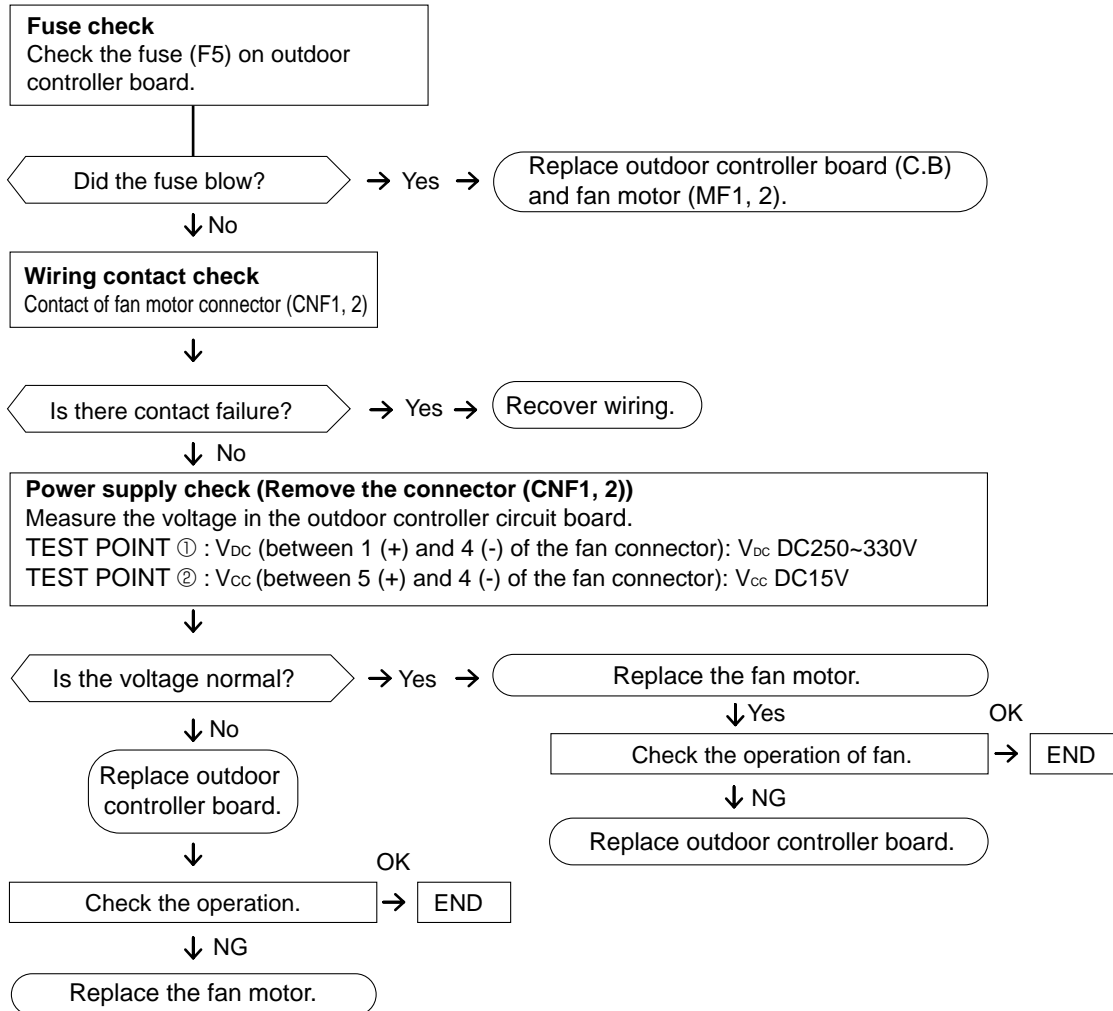 Fuse check
Check the fuse (F5) on outdoor
controller board.
Did the fuse blow?
Yes
Replace outdoor controller board (C.B)
and fan motor (MF1, 2).
No
Wiring contact check
Contact of fan motor connector (CNF1, 2)
Is there contact failure?
Yes
Recover wiring.
No
Power supply check (Remove the connector (CNF1, 2))
Measure the voltage in the outdoor controller circuit board.
TEST POINT ① : VDC (between 1 (+) and 4 (-) of the fan connector): VDC DC250~330V
TEST POINT ② : VCC (between 5 (+) and 4 (-) of the fan connector): Vcc DC15V
Is the voltage normal?
Yes
Replace the fan motor.
Yes
OK
Check the operation of fan.
END
NG
Replace outdoor controller board.
No
Replace outdoor
controller board.
OK
Check the operation.
END
NG
Replace the fan motor.